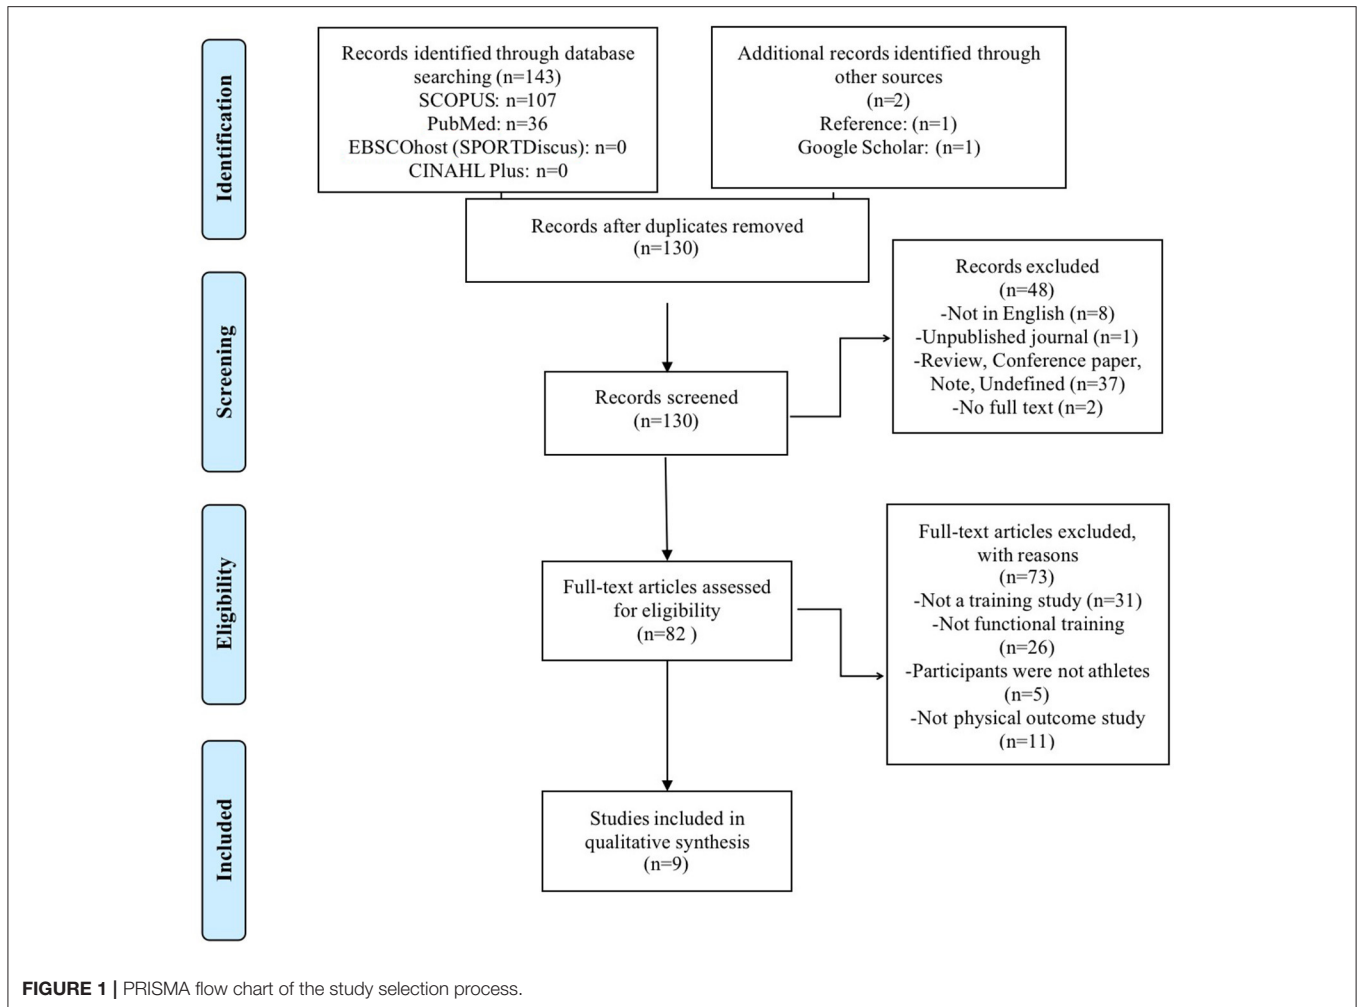 Identification
Records identified through database
searching (n=143)
SCOPUS: n=107
PubMed: n=36
EBSCOhost (SPORTDiscus): n=0
CINAHL Plus: n=0
Additional records identified through
other sources
(n=2)
Reference: (n=1)
Google Scholar: (n=1)
Records after duplicates removed
(n=130)
Screening
Records excluded
(n=48)
-Not in English (n=8)
-Unpublished journal (n=1)
-Review, Conference paper,
Note, Undefined (n=37)
-No full text (n=2)
Records screened
(n=130)
Eligibility
Full-text articles assessed
for eligibility
(n=82 )
Full-text articles excluded,
with reasons
(n=73)
-Not a training study (n=31)
-Not functional training
(n=26)
-Participants were not athletes
(n=5)
-Not physical outcome study
(n=11)
Included
Studies included in
qualitative synthesis
(n=9)
FIGURE 1 | PRISMA flow chart of the study selection process.